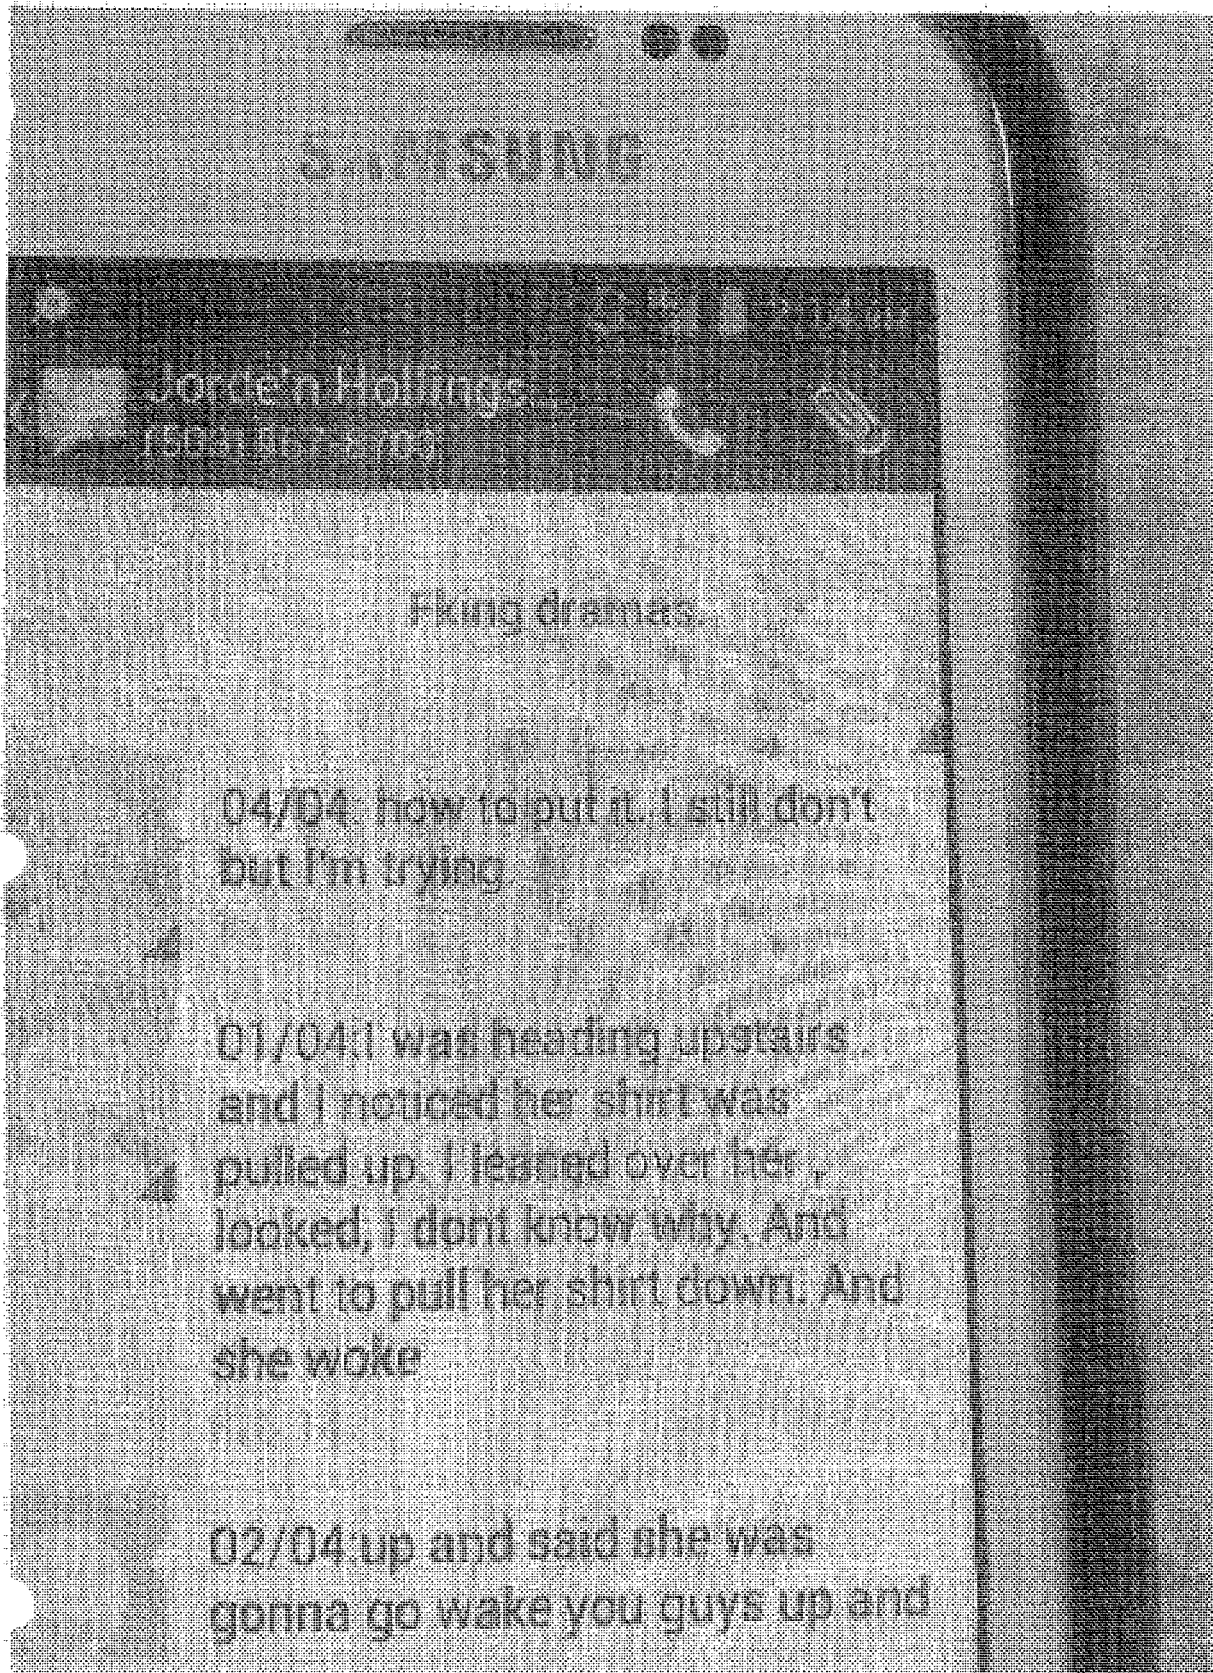 SAMSUNG
Jorde'n Hollings...
Fking dramas.
04/04: how to put it. I still don't
but I'm trying
01/04:I was heading upstairs
and I noticed her shirt was
pulled up. I leaned over her ,
looked, i dont know why. And
went to pull her shirt down. And
she woke
02/04:up and said she was
gonna go wake you guys up and